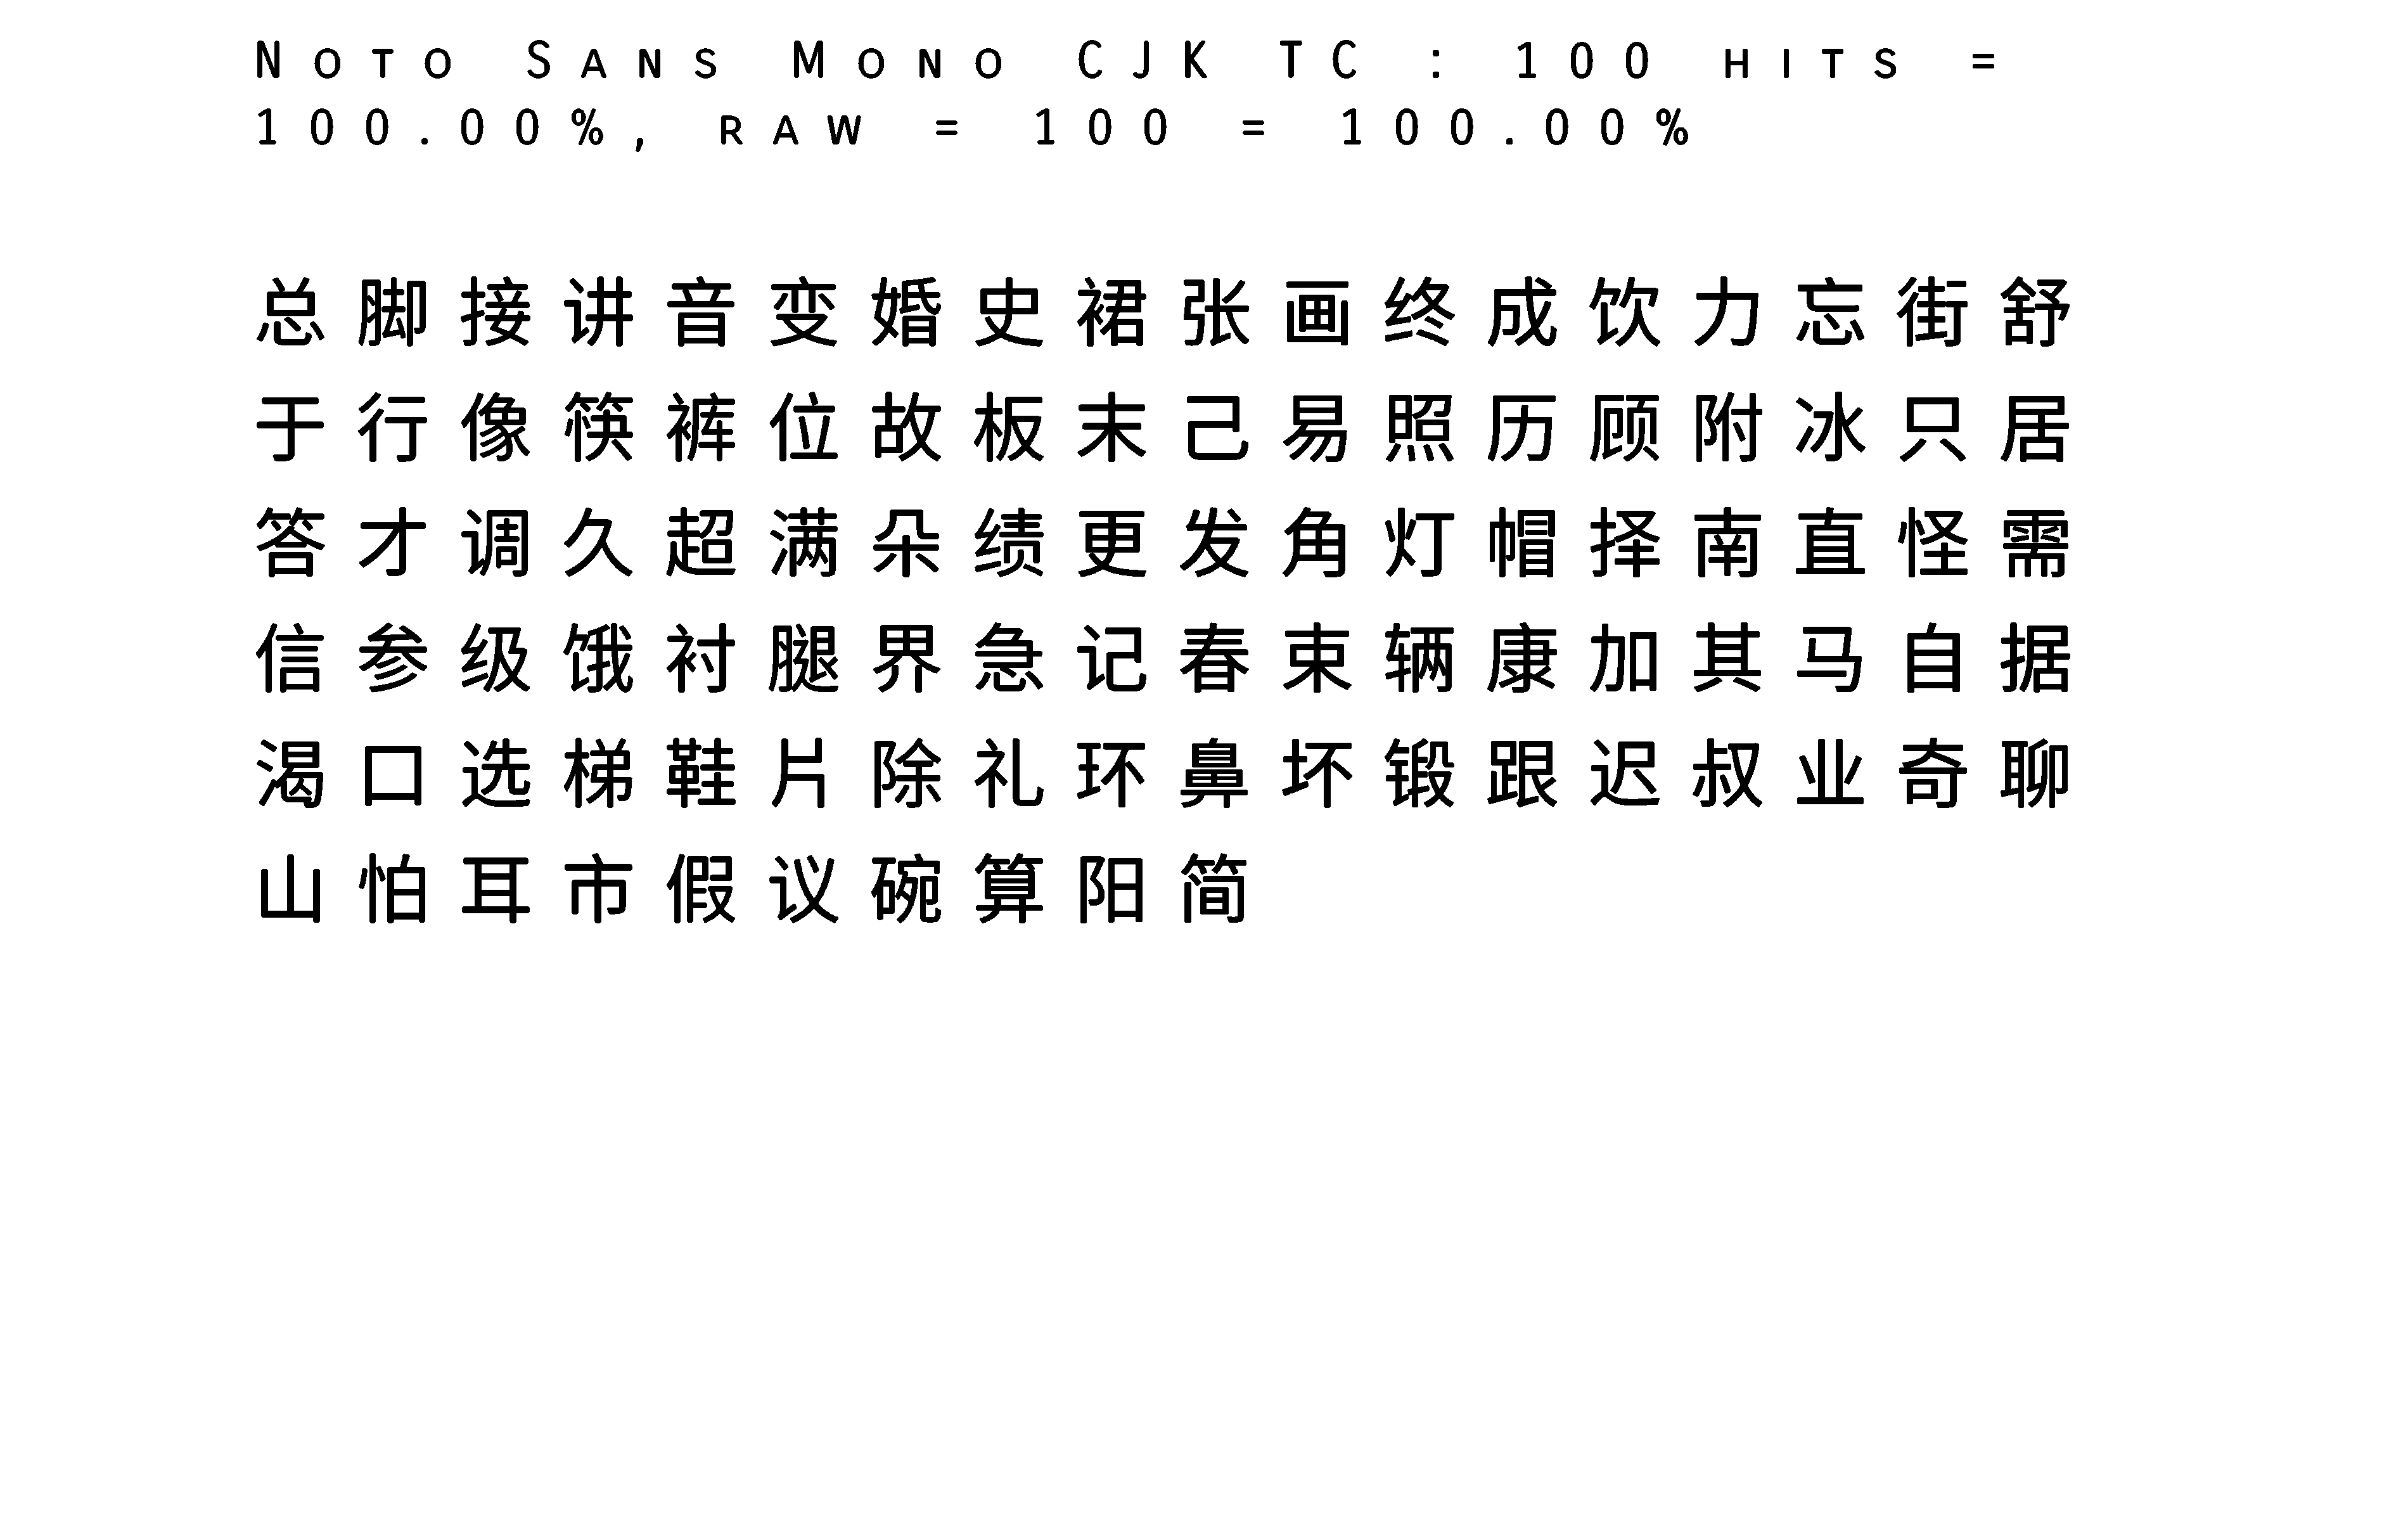 Noto Sans Mono CJK TC : 100 hits =
100.00%, raw = 100 = 100.00%
总脚接讲音变婚史裙张画终成饮力忘街舒
于行像筷裤位故板末己易照历顾附冰只居
答才调久超满朵绩更发角灯帽择南直怪需
信参级饿衬腿界急记春束辆康加其马自据
渴口选梯鞋片除礼环鼻坏锻跟迟叔业奇聊
山怕耳市假议碗算阳简